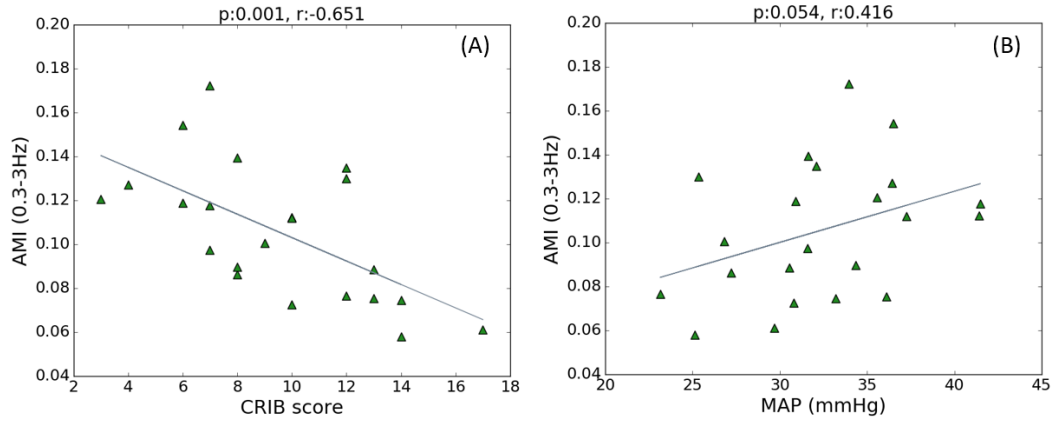 p:0.001, r:-0.651
(A)
AMI (0.3-3Hz)
0.20
0.18
0.16
0.14
0.12
0.10
0.08
0.06
0.04
2 4 6 8 10 12 14 16 18
CRIB score
p:0.054, r:0.416
(B)
AMI (0.3-3Hz)
0.20
0.18
0.16
0.14
0.12
0.10
0.08
0.06
0.04
20 25 30 35 40 45
MAP (mmHg)